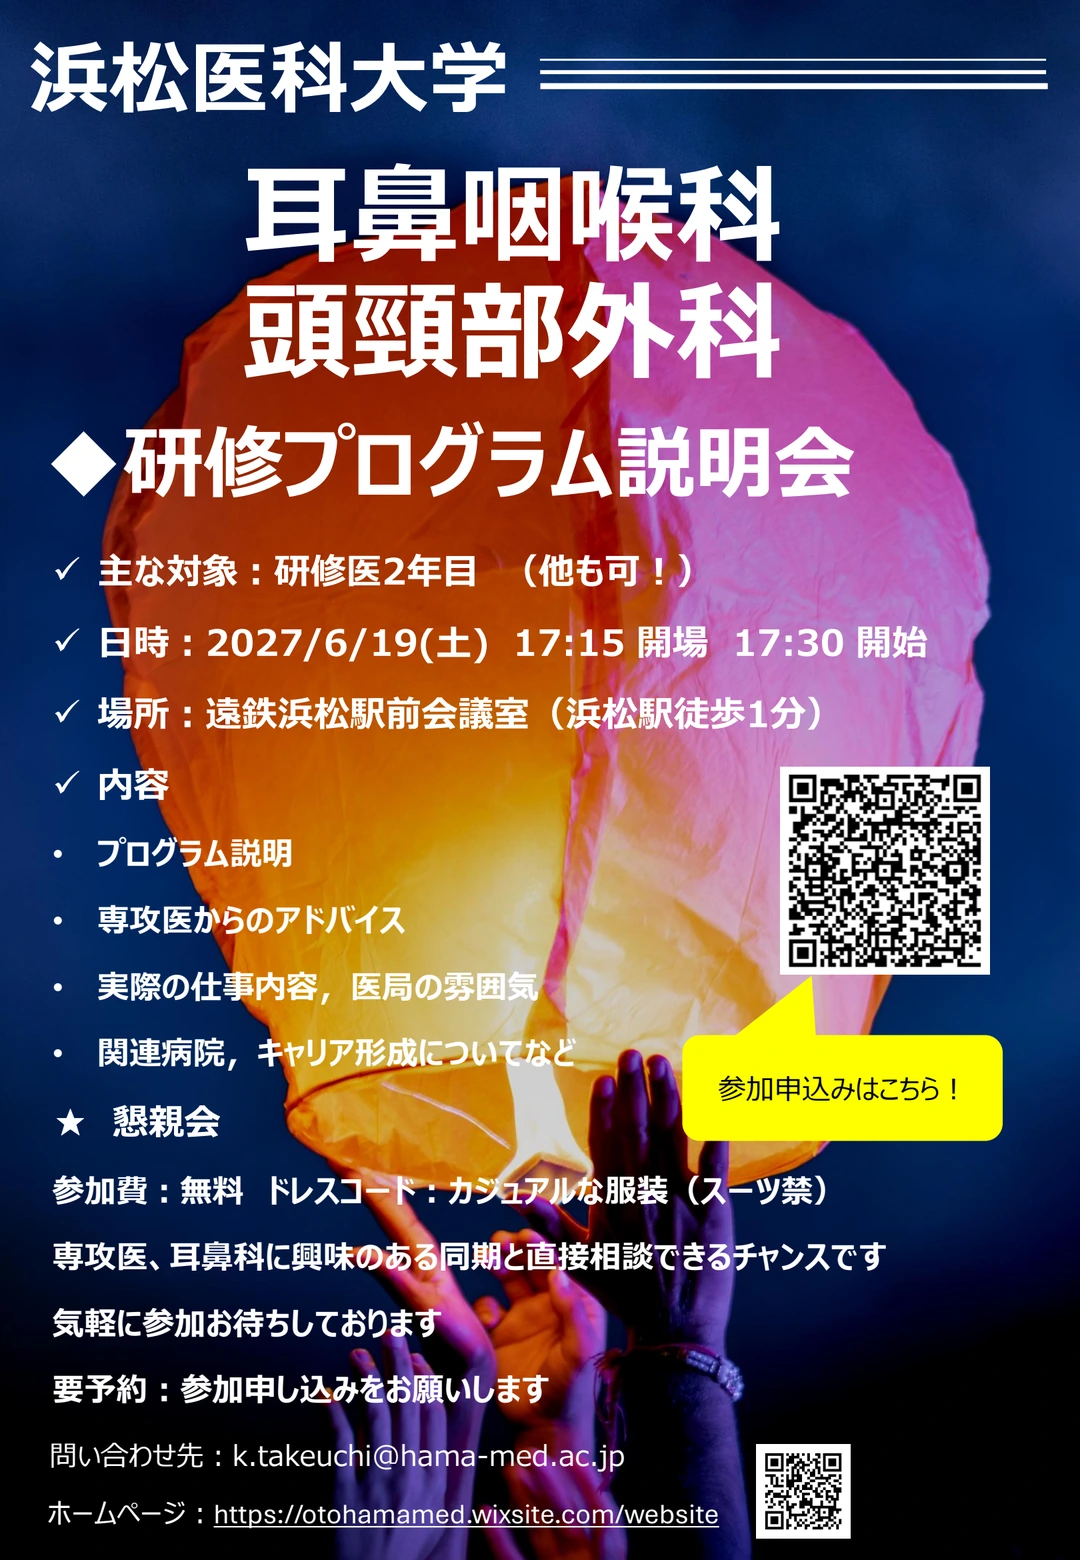 浜松医科大学
耳鼻咽喉科
頭頸部外科
◆研修プログラム説明会
✓ 主な対象：研修医2年目 （他も可！）
✓ 日時：2027/6/19(土) 17:15 開場 17:30 開始
✓ 場所：遠鉄浜松駅前会議室（浜松駅徒歩1分）
✓ 内容
• プログラム説明
• 専攻医からのアドバイス
• 実際の仕事内容，医局の雰囲気
• 関連病院，キャリア形成についてなど
参加申込みはこちら！
★ 懇親会
参加費：無料 ドレスコード：カジュアルな服装（スーツ禁）
専攻医、耳鼻科に興味のある同期と直接相談できるチャンスです
気軽に参加お待ちしております
要予約：参加申し込みをお願いします
問い合わせ先：k.takeuchi@hama-med.ac.jp
ホームページ：https://otohamamed.wixsite.com/website